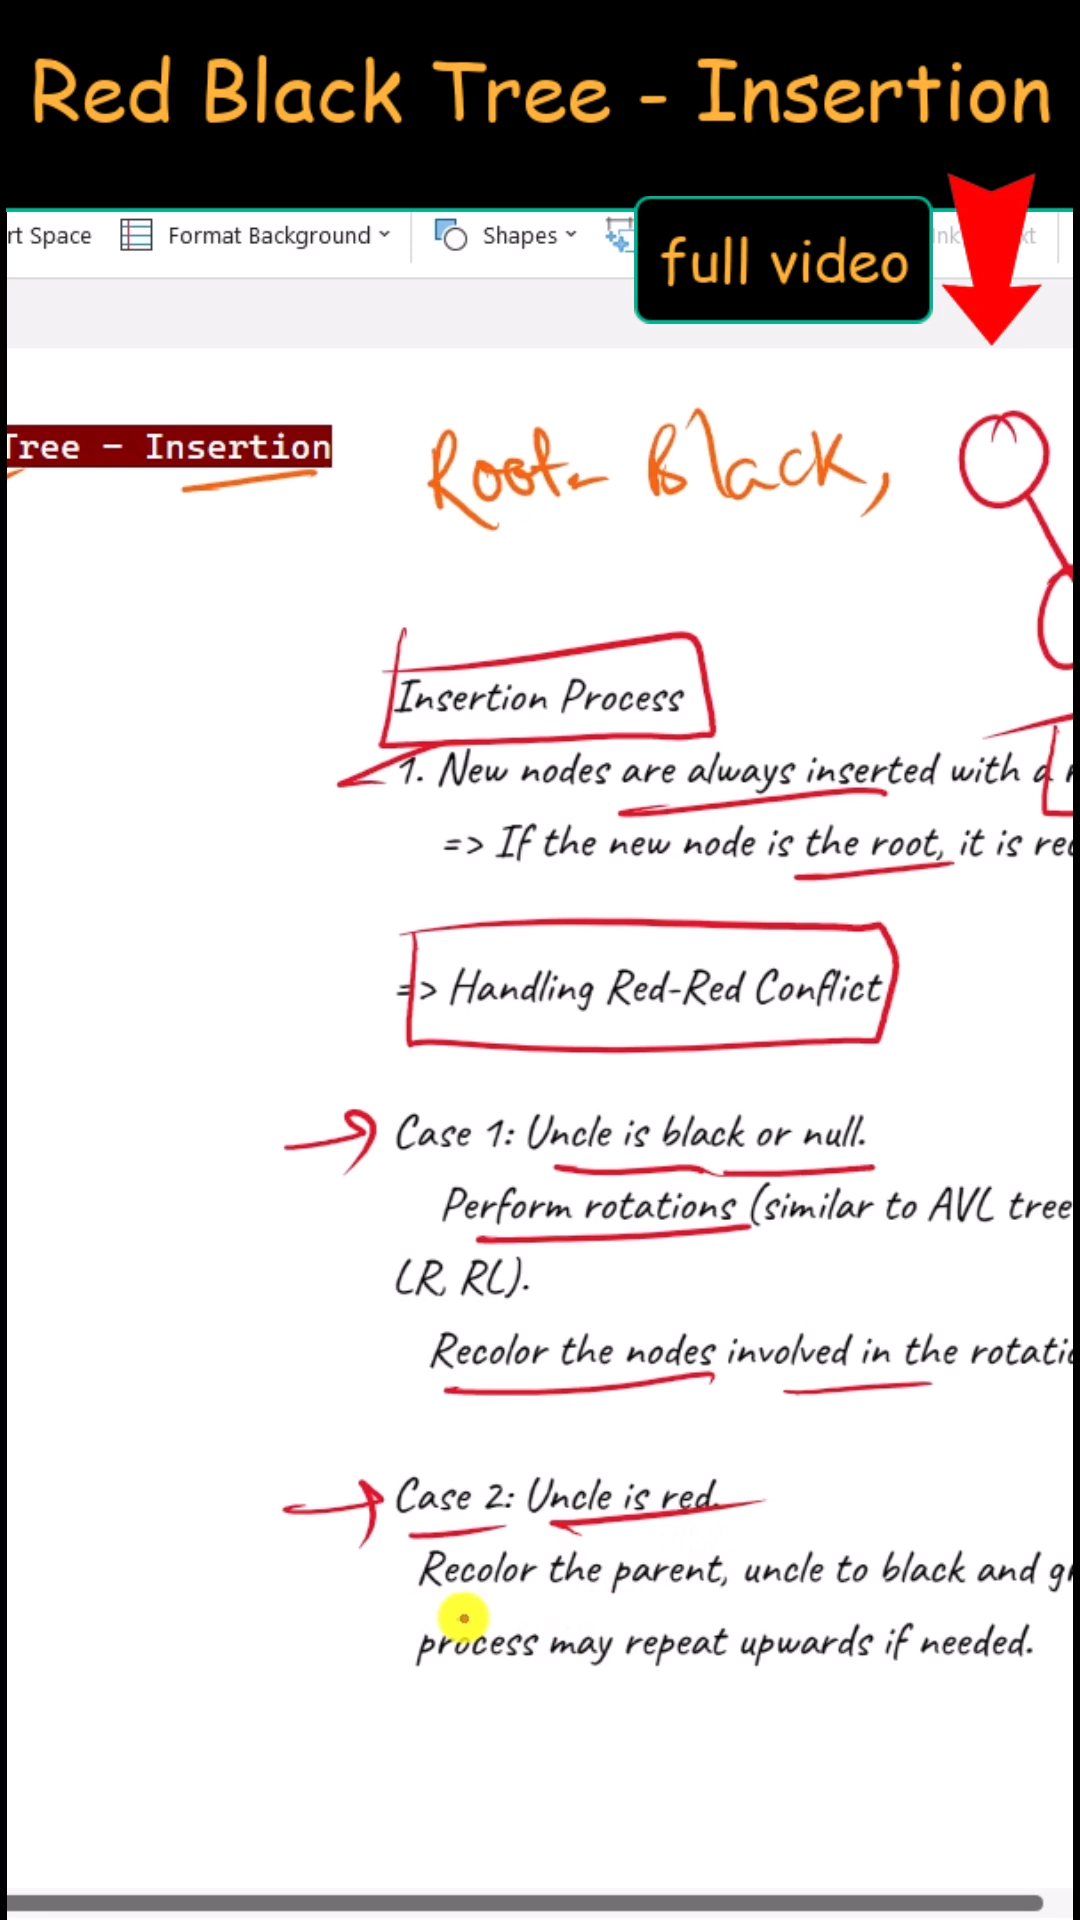 Red Black Tree - Insertion
rt Space Format Background Shapes
full video
Tree – Insertion
Root - Black,
Insertion Process
1. New nodes are always inserted with a
=> If the new node is the root, it is rec
=> Handling Red-Red Conflict
Case 1: Uncle is black or null.
Perform rotations (similar to AVL tree
LR, RL).
Recolor the nodes involved in the rotatio
Case 2: Uncle is red.
Recolor the parent, uncle to black and gr
process may repeat upwards if needed.